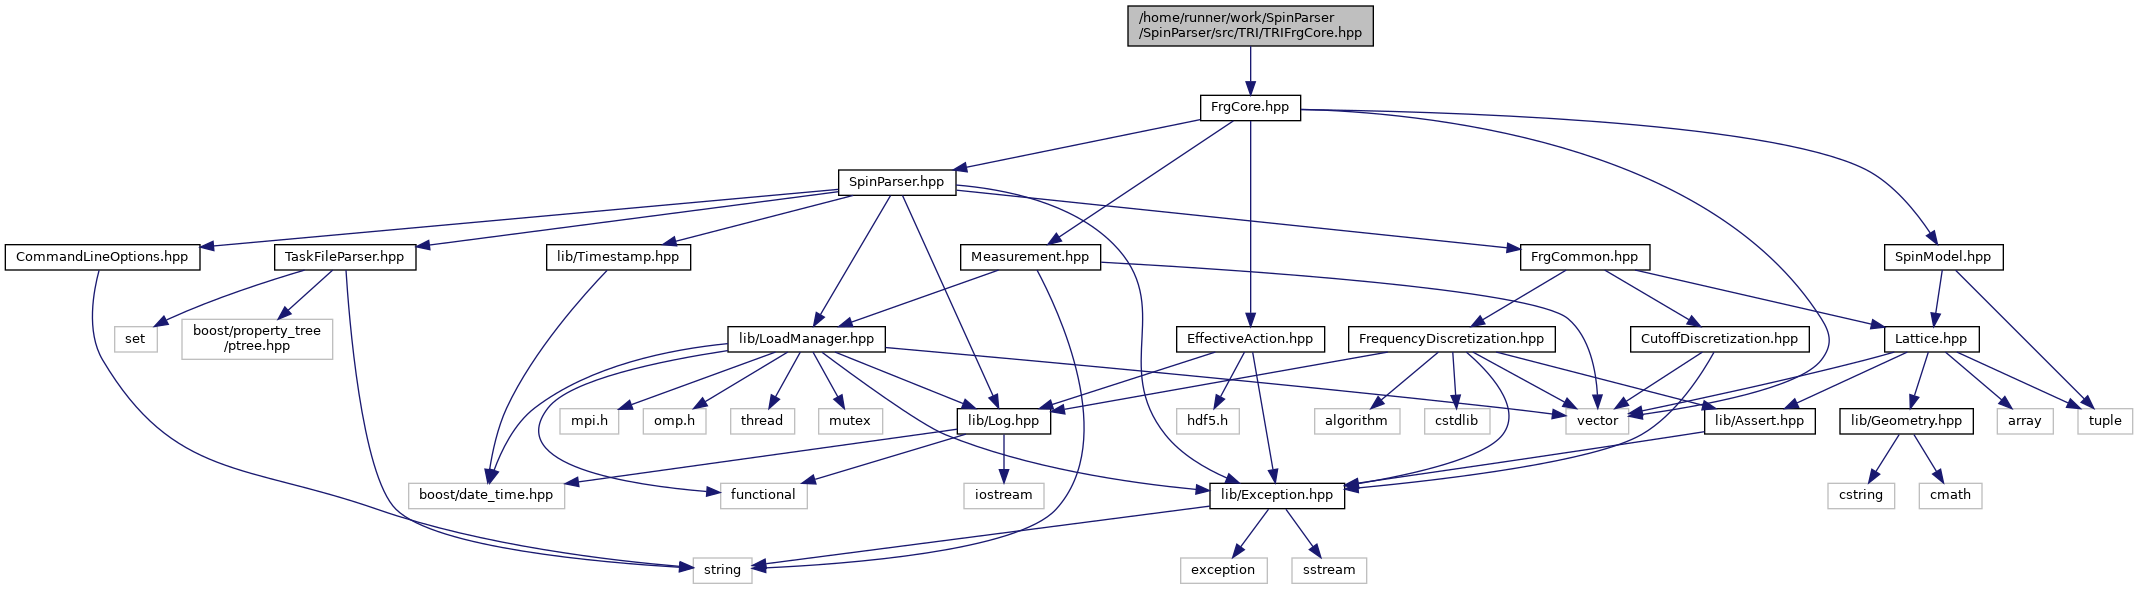 /home/runner/work/SpinParser
/SpinParser/src/TRI/TRIFrgCore.hpp
FrgCore.hpp
SpinParser.hpp
CommandLineOptions.hpp
TaskFileParser.hpp
lib/Timestamp.hpp
Measurement.hpp
FrgCommon.hpp
SpinModel.hpp
set
boost/property_tree
/ptree.hpp
lib/LoadManager.hpp
EffectiveAction.hpp
FrequencyDiscretization.hpp
CutoffDiscretization.hpp
Lattice.hpp
mpi.h
omp.h
thread
mutex
lib/Log.hpp
hdf5.h
algorithm
cstdlib
vector
lib/Assert.hpp
lib/Geometry.hpp
array
tuple
boost/date_time.hpp
functional
iostream
lib/Exception.hpp
cstring
cmath
string
exception
sstream